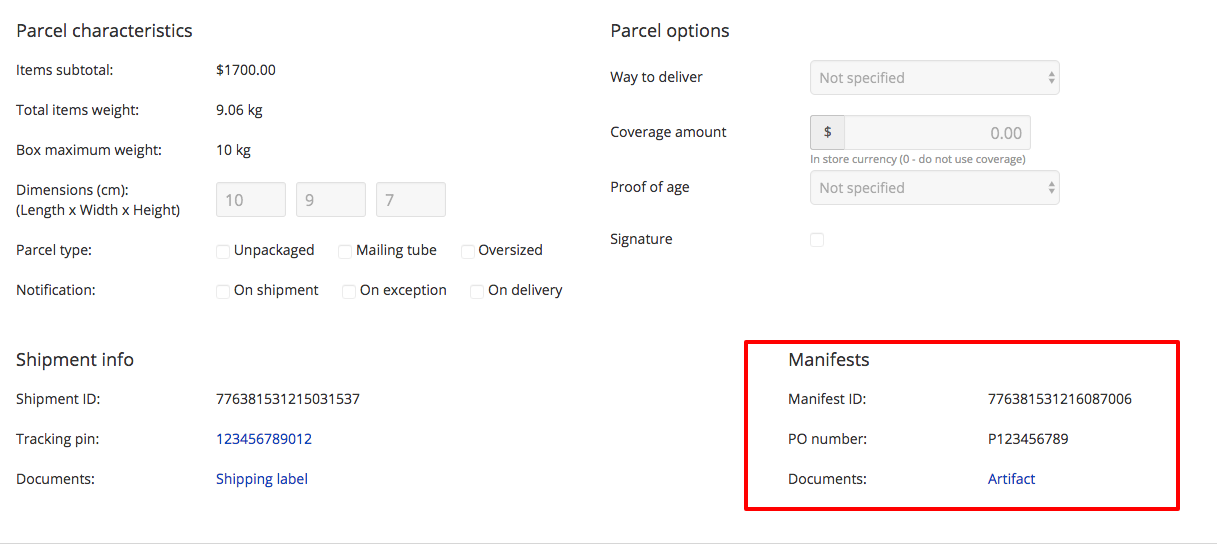 Parcel characteristics
Items subtotal: $1700.00
Total items weight: 9.06 kg
Box maximum weight: 10 kg
Dimensions (cm):
(Length x Width x Height) 10 9 7
Parcel type: Unpackaged Mailing tube Oversized
Notification: On shipment On exception On delivery
Parcel options
Way to deliver Not specified
Coverage amount $ 0.00
In store currency (0 - do not use coverage)
Proof of age Not specified
Signature
Shipment info
Shipment ID: 776381531215031537
Tracking pin: 123456789012
Documents: Shipping label
Manifests
Manifest ID: 776381531216087006
PO number: P123456789
Documents: Artifact